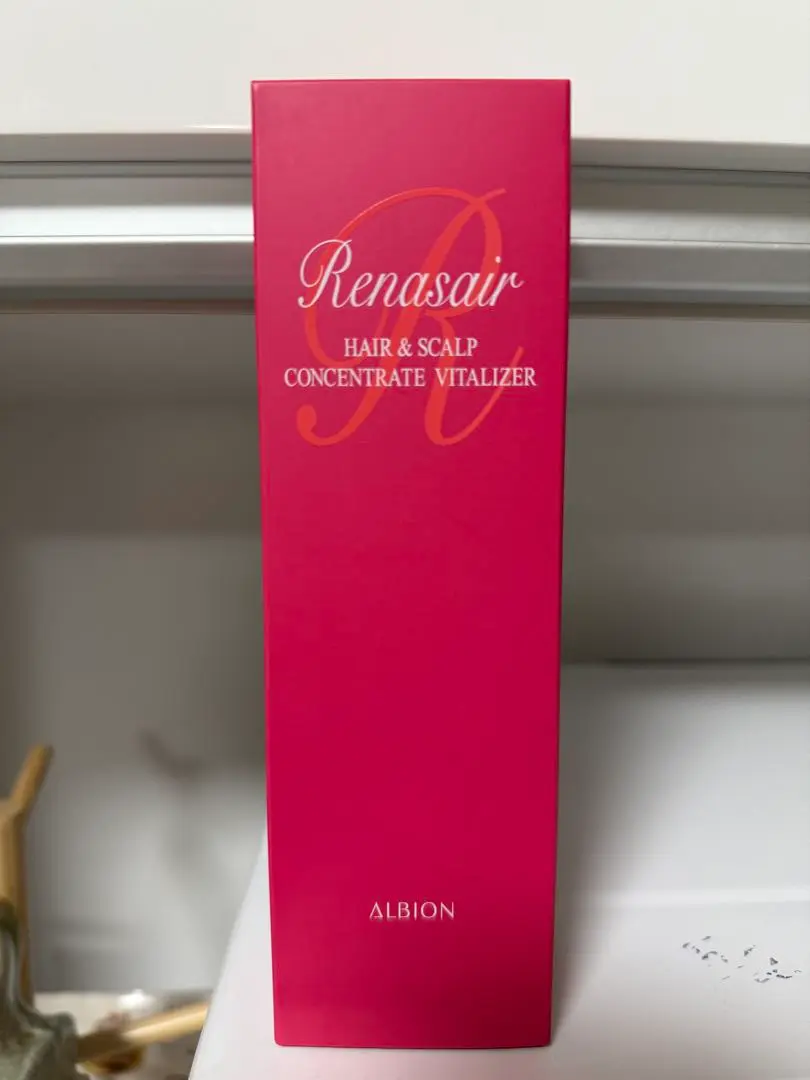 Renasair
HAIR & SCALP
CONCENTRATE VITALIZER
ALBION